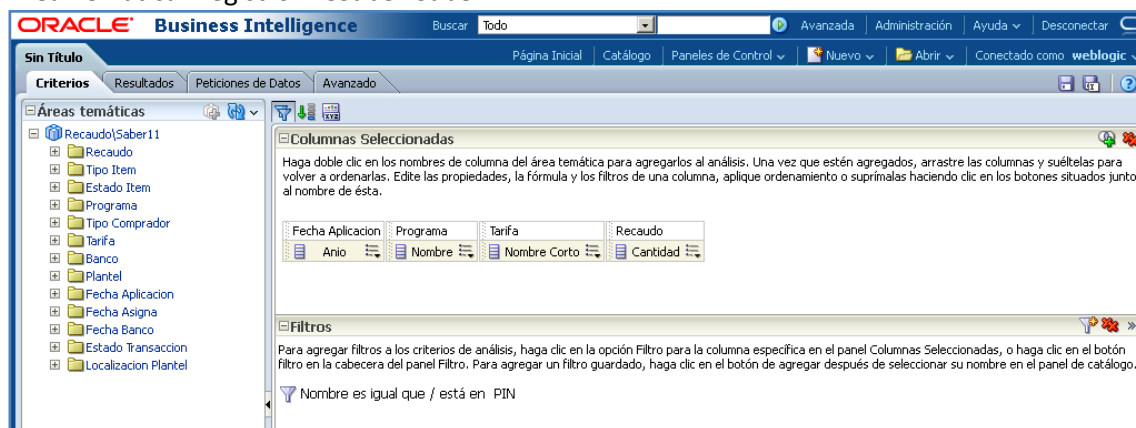 ORACLE Business Intelligence Buscar Todo Avanzada Administración Ayuda Desconectar
Sin Título Página Inicial Catálogo Paneles de Control Nuevo Abrir Conectado como weblogic
Criterios Resultados Peticiones de Datos Avanzado
Áreas temáticas
Recaudo\Saber11
Recaudo
Tipo Item
Estado Item
Programa
Tipo Comprador
Tarifa
Banco
Plantel
Fecha Aplicacion
Fecha Asigna
Fecha Banco
Estado Transaccion
Localizacion Plantel
Columnas Seleccionadas
Haga doble clic en los nombres de columna del área temática para agregarlos al análisis. Una vez que estén agregados, arrastre las columnas y suéltelas para
volver a ordenarlas. Edite las propiedades, la fórmula y los filtros de una columna, aplique ordenamiento o suprímalas haciendo clic en los botones situados junto
al nombre de ésta.
Fecha Aplicacion Programa Tarifa Recaudo
Anio Nombre Nombre Corto Cantidad
Filtros
Para agregar filtros a los criterios de análisis, haga clic en la opción Filtro para la columna específica en el panel Columnas Seleccionadas, o haga clic en el botón
filtro en la cabecera del panel Filtro. Para agregar un filtro guardado, haga clic en el botón de agregar después de seleccionar su nombre en el panel de catálogo.
Nombre es igual que / está en PIN